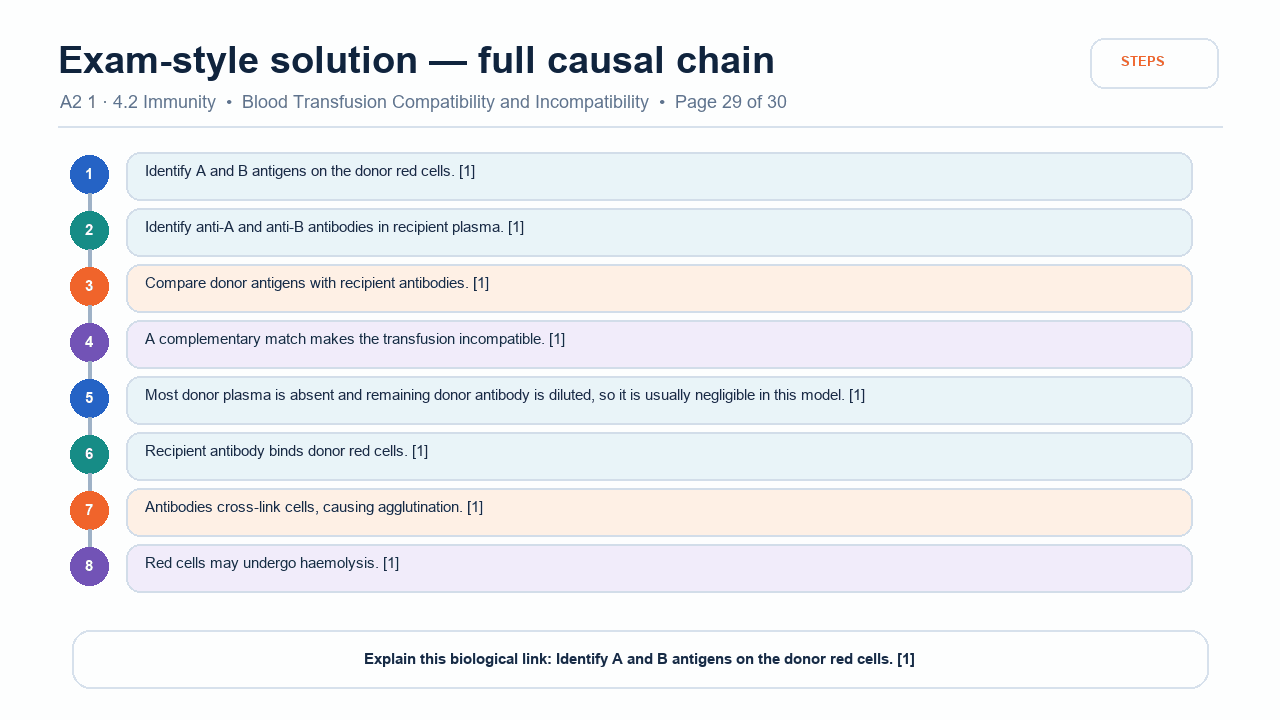 Exam-style solution — full causal chain
STEPS
A2 1 · 4.2 Immunity • Blood Transfusion Compatibility and Incompatibility • Page 29 of 30
1 Identify A and B antigens on the donor red cells. [1]
2 Identify anti-A and anti-B antibodies in recipient plasma. [1]
3 Compare donor antigens with recipient antibodies. [1]
4 A complementary match makes the transfusion incompatible. [1]
5 Most donor plasma is absent and remaining donor antibody is diluted, so it is usually negligible in this model. [1]
6 Recipient antibody binds donor red cells. [1]
7 Antibodies cross-link cells, causing agglutination. [1]
8 Red cells may undergo haemolysis. [1]
Explain this biological link: Identify A and B antigens on the donor red cells. [1]